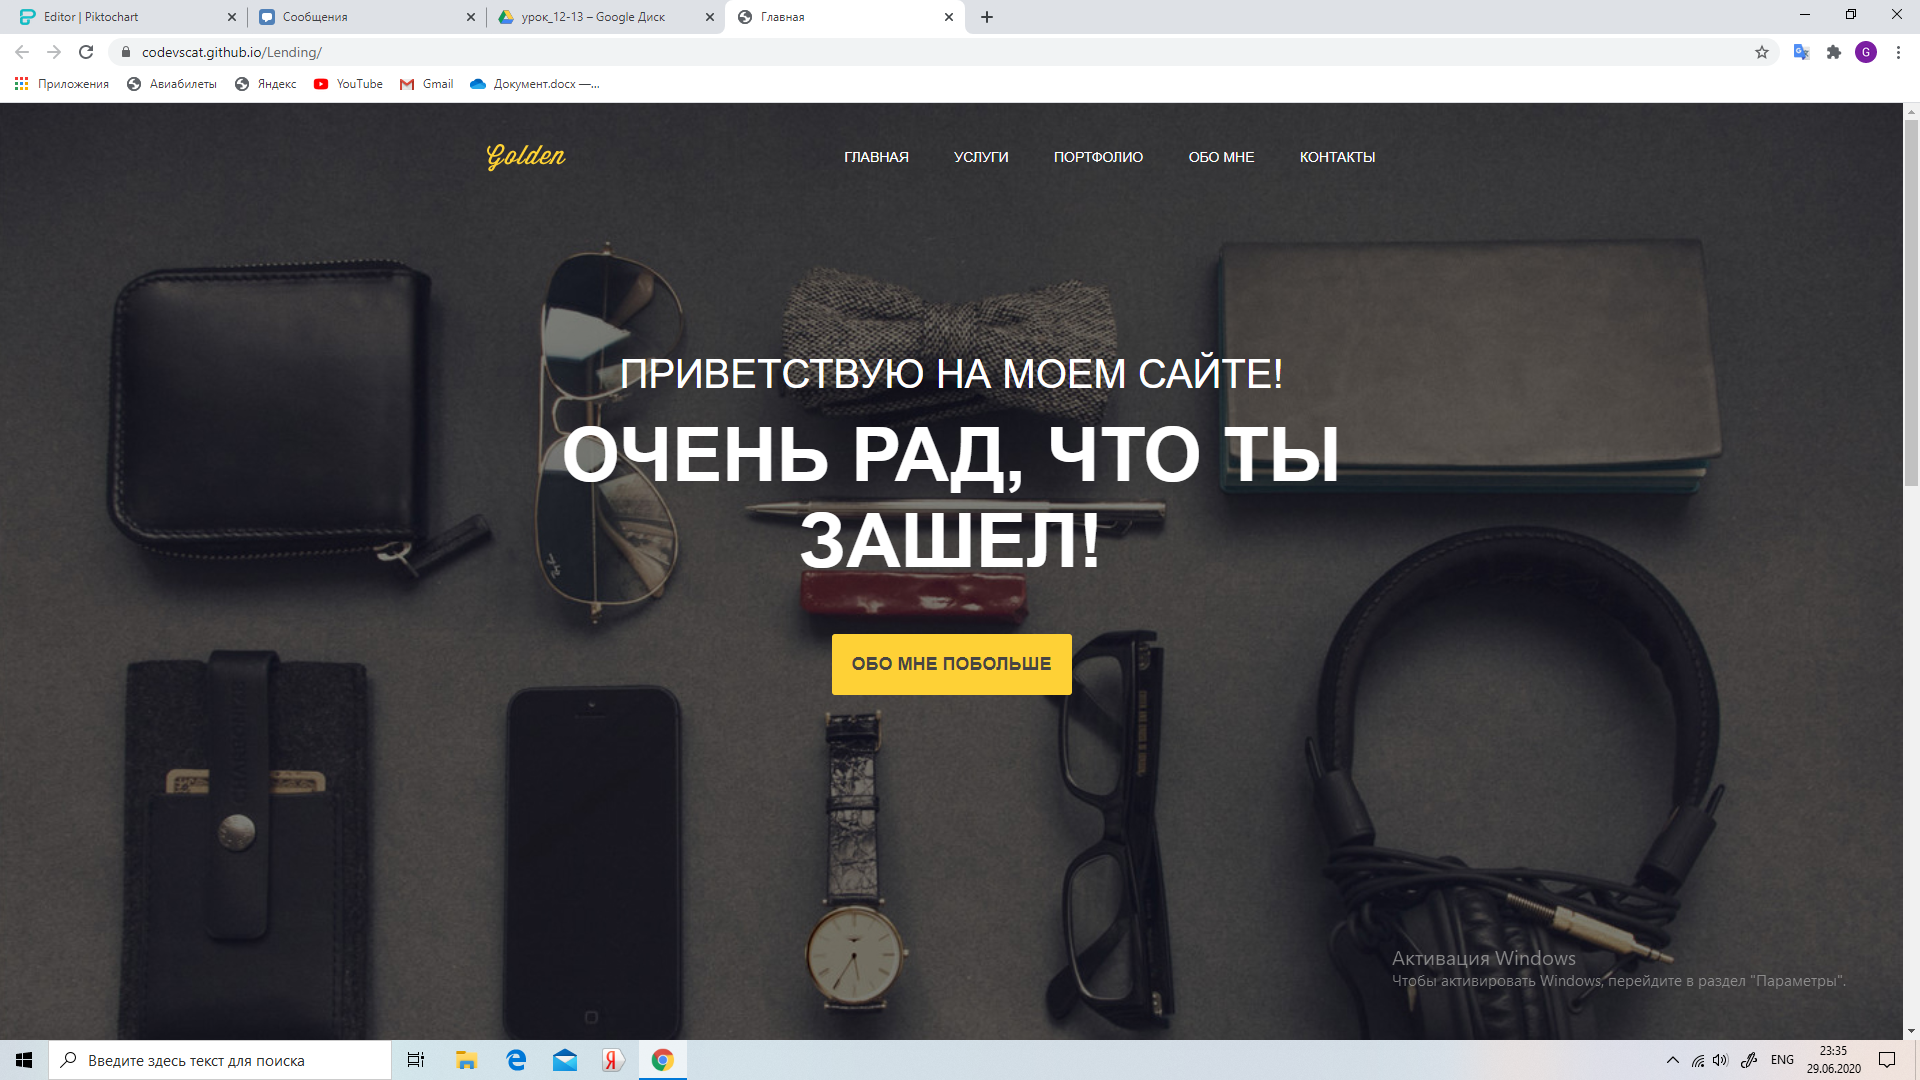 Editor | Piktochart
Сообщения
урок_12-13 – Google Диск
Главная
codevscat.github.io/Lending/
G
Приложения
Авиабилеты
Яндекс
YouTube
Gmail
Документ.docx —...
Golden
ГЛАВНАЯ
УСЛУГИ
ПОРТФОЛИО
ОБО МНЕ
КОНТАКТЫ
ПРИВЕТСТВУЮ НА МОЕМ САЙТЕ!
ОЧЕНЬ РАД, ЧТО ТЫ
ЗАШЕЛ!
ОБО МНЕ ПОБОЛЬШЕ
Активация Windows
Чтобы активировать Windows, перейдите в раздел "Параметры".
Введите здесь текст для поиска
Я
ENG
23:35
29.06.2020